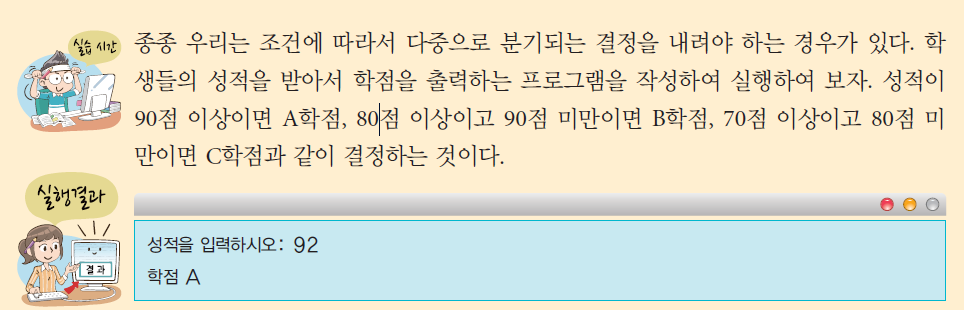 실습 시간
종종 우리는 조건에 따라서 다중으로 분기되는 결정을 내려야 하는 경우가 있다. 학
생들의 성적을 받아서 학점을 출력하는 프로그램을 작성하여 실행하여 보자. 성적이
90점 이상이면 A학점, 80점 이상이고 90점 미만이면 B학점, 70점 이상이고 80점 미
만이면 C학점과 같이 결정하는 것이다.
실행결과
결과
성적을 입력하시오: 92
학점 A